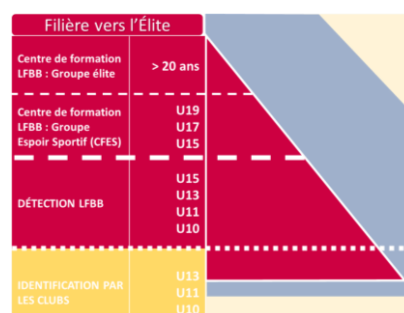 Filière vers l'Élite
Centre de formation
LFBB : Groupe élite
> 20 ans
Centre de formation
LFBB : Groupe
Espoir Sportif (CFES)
U19
U17
U15
DÉTECTION LFBB
U15
U13
U11
U10
IDENTIFICATION PAR
LES CLUBS
U13
U11
U10